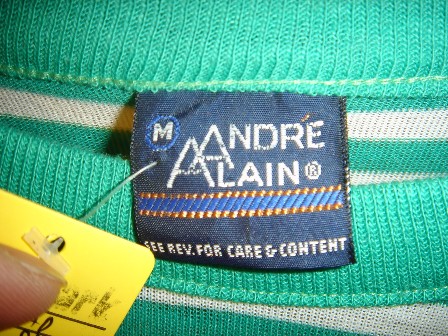 M
ANDRÉ
ALAIN®
SEE REV. FOR CARE & CONTENT